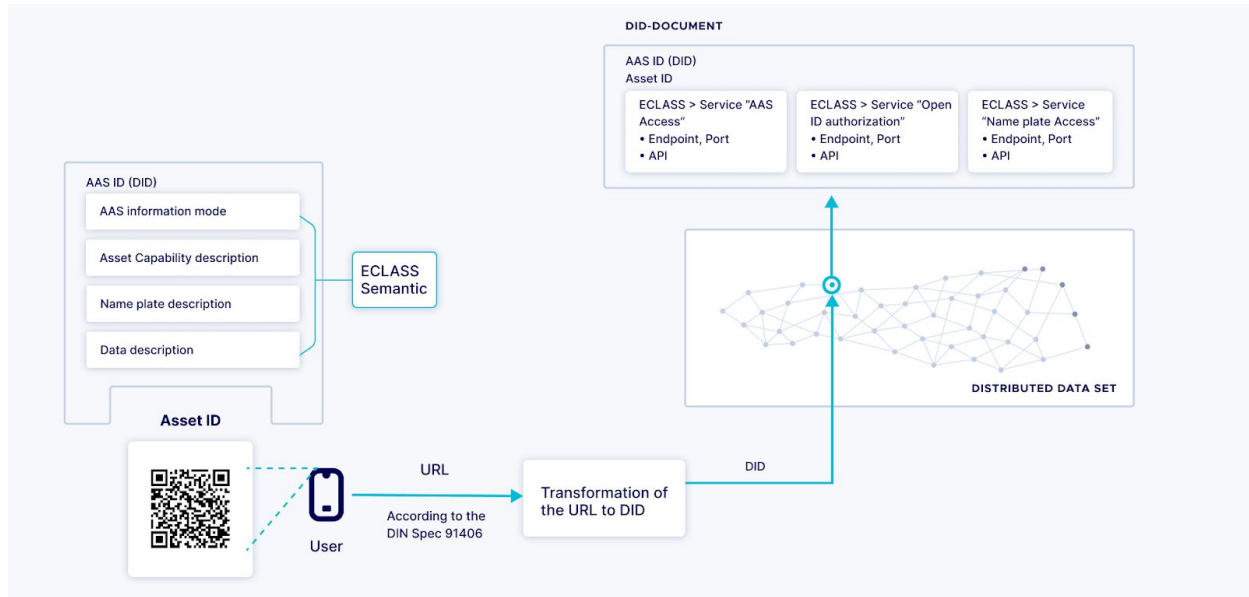 DID-DOCUMENT
AAS ID (DID)
Asset ID
ECLASS > Service “AAS
Access”
• Endpoint, Port
• API
ECLASS > Service “Open
ID authorization”
• Endpoint, Port
• API
ECLASS > Service
“Name plate Access”
• Endpoint, Port
• API
AAS ID (DID)
AAS information mode
Asset Capability description
Name plate description
Data description
ECLASS
Semantic
DISTRIBUTED DATA SET
Asset ID
User
URL
According to the
DIN Spec 91406
Transformation of
the URL to DID
DID